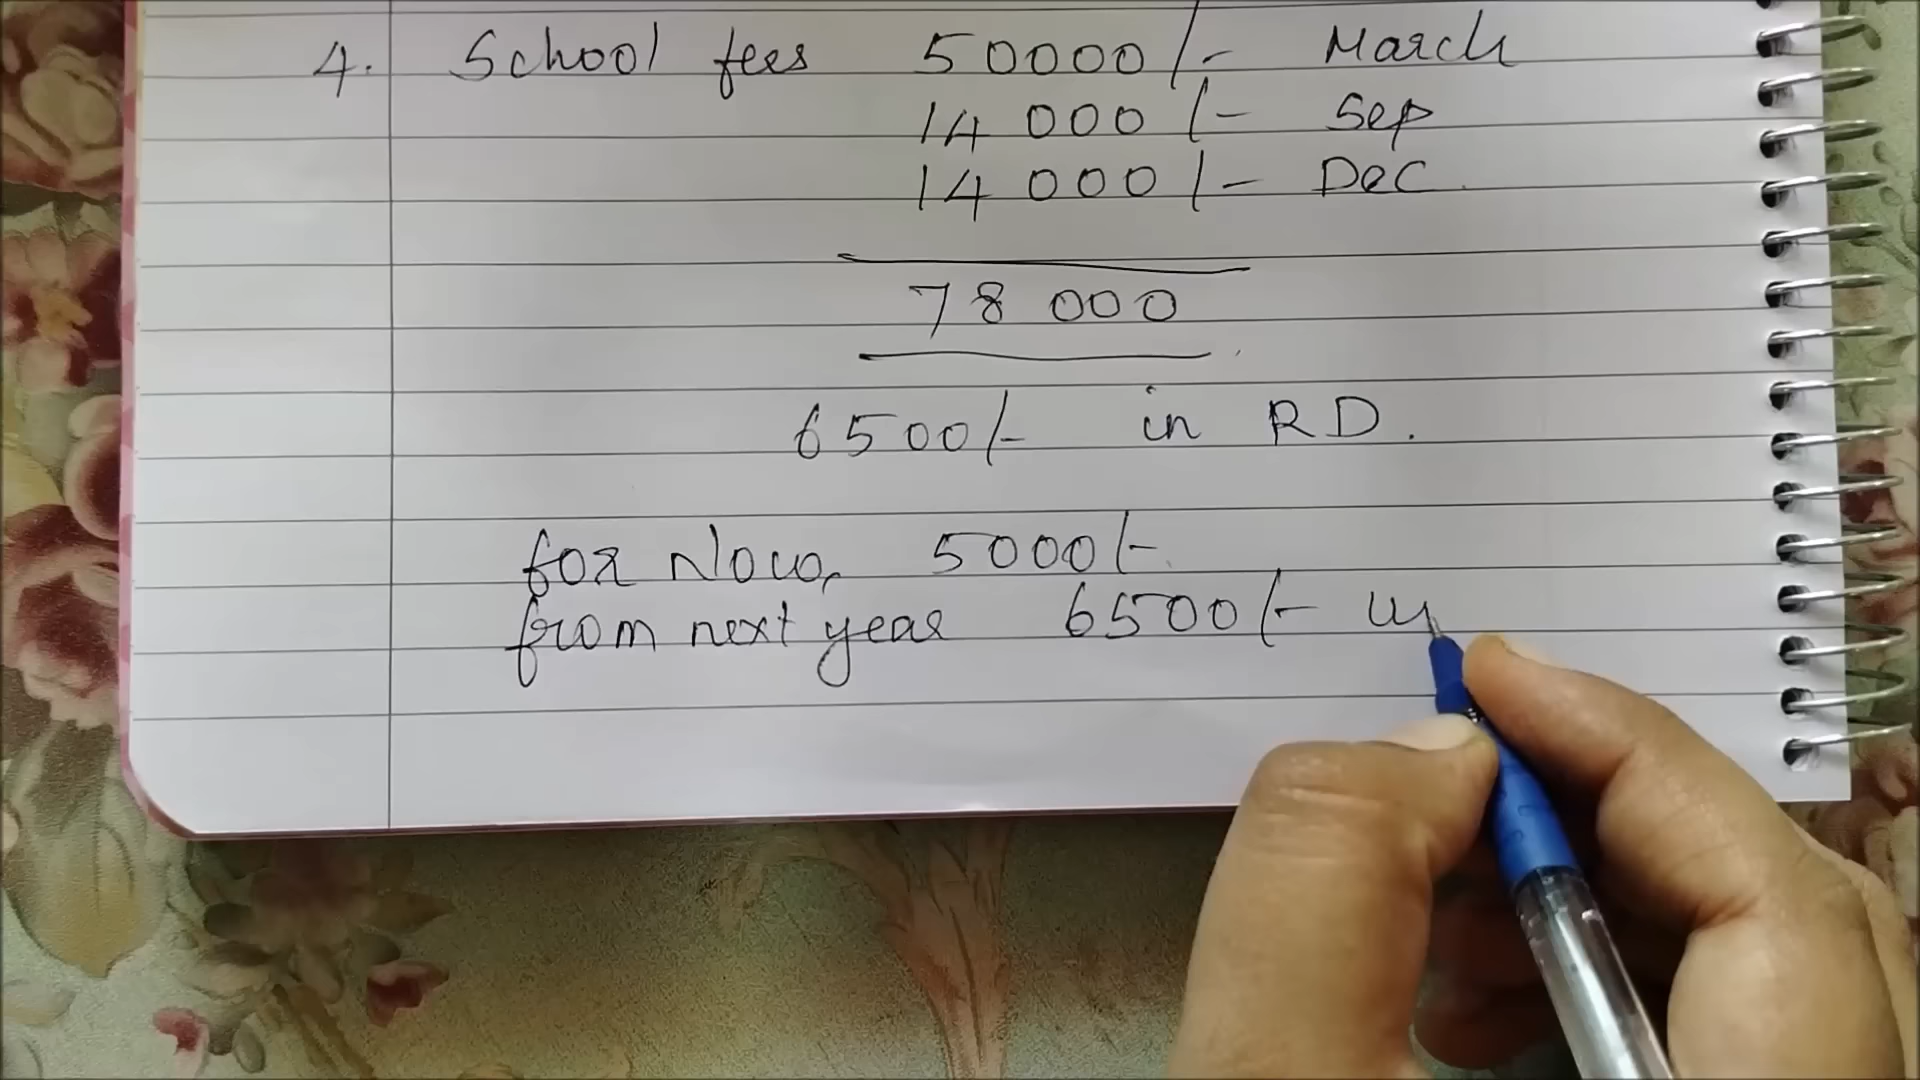 4. School fees 50000/- March
14000/- Sep
14000/- Dec.
78000
6500/- in RD.
for Now, 5000/-
from next year 6500/-